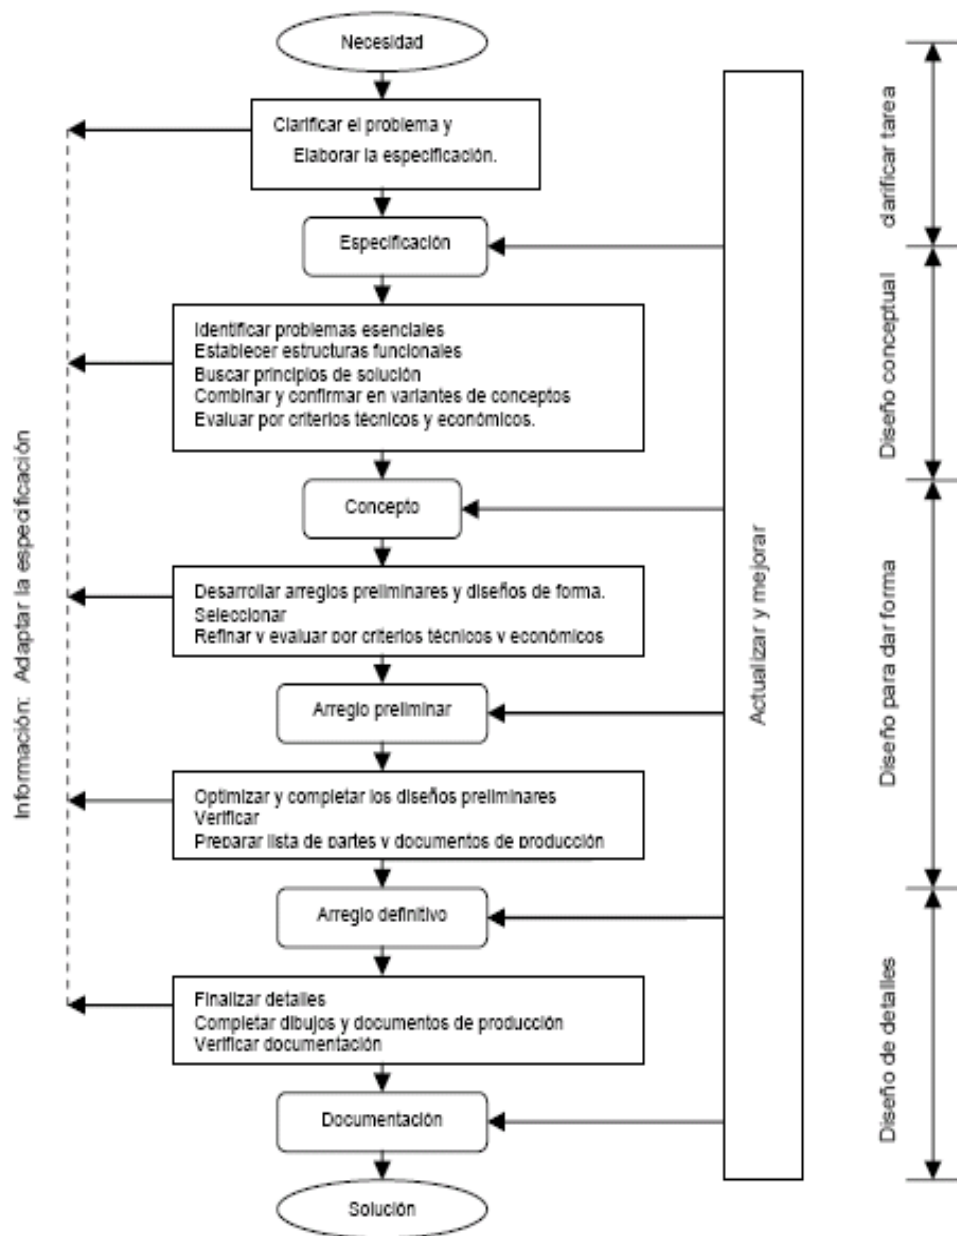 Necesidad
Clarificar el problema y
Elaborar la especificación.
Especificación
Identificar problemas esenciales
Establecer estructuras funcionales
Buscar principios de solución
Combinar y confirmar en variantes de conceptos
Evaluar por criterios técnicos y económicos.
Concepto
Desarrollar arreglos preliminares y diseños de forma.
Seleccionar
Refinar y evaluar por criterios técnicos y económicos
Arreglo preliminar
Optimizar y completar los diseños preliminares
Verificar
Preparar lista de partes y documentos de producción
Arreglo definitivo
Finalizar detalles
Completar dibujos y documentos de producción
Verificar documentación
Documentación
Solución
Información: Adaptar la especificación
Actualizar y mejorar
clarificar tarea
Diseño conceptual
Diseño para dar forma
Diseño de detalles